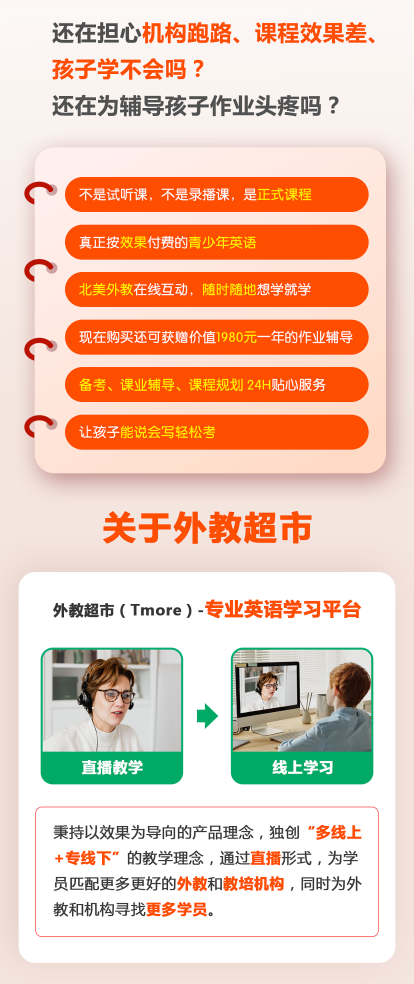 还在担心机构跑路、课程效果差、
孩子学不会吗？
还在为辅导孩子作业头疼吗？
不是试听课，不是录播课，是正式课程
真正按效果付费的青少年英语
北美外教在线互动，随时随地想学就学
现在购买还可获赠价值1980元一年的作业辅导
备考、课业辅导、课程规划 24H贴心服务
让孩子能说会写轻松考
关于外教超市
外教超市（Tmore）-专业英语学习平台
直播教学
线上学习
秉持以效果为导向的产品理念，独创“多线上
+专线下”的教学理念，通过直播形式，为学
员匹配更多更好的外教和教培机构，同时为外
教和机构寻找更多学员。